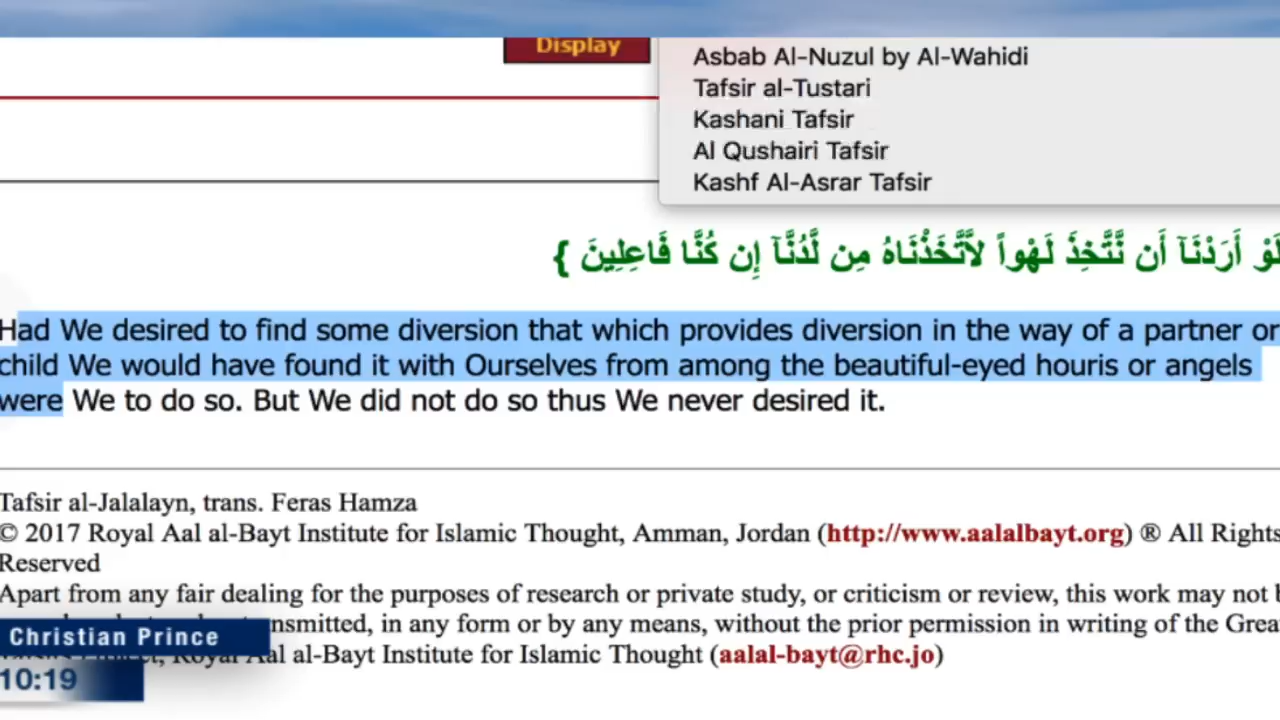 Display
Asbab Al-Nuzul by Al-Wahidi
Tafsir al-Tustari
Kashani Tafsir
Al Qushairi Tafsir
Kashf Al-Asrar Tafsir
لَوْ أَرَدْنَآ أَن نَّتَّخِذَ لَهْواً لاَّتَّخَذْنَاهُ مِن لَّدُنَّآ إِن كُنَّا فَاعِلِينَ }
Had We desired to find some diversion that which provides diversion in the way of a partner or
child We would have found it with Ourselves from among the beautiful-eyed houris or angels
were We to do so. But We did not do so thus We never desired it.
Tafsir al-Jalalayn, trans. Feras Hamza
© 2017 Royal Aal al-Bayt Institute for Islamic Thought, Amman, Jordan (http://www.aalalbayt.org) ® All Rights
Reserved
Apart from any fair dealing for the purposes of research or private study, or criticism or review, this work may not
transmitted, in any form or by any means, without the prior permission in writing of the
Christian Prince
Royal Aal al-Bayt Institute for Islamic Thought (aalal-bayt@rhc.jo)
10:19